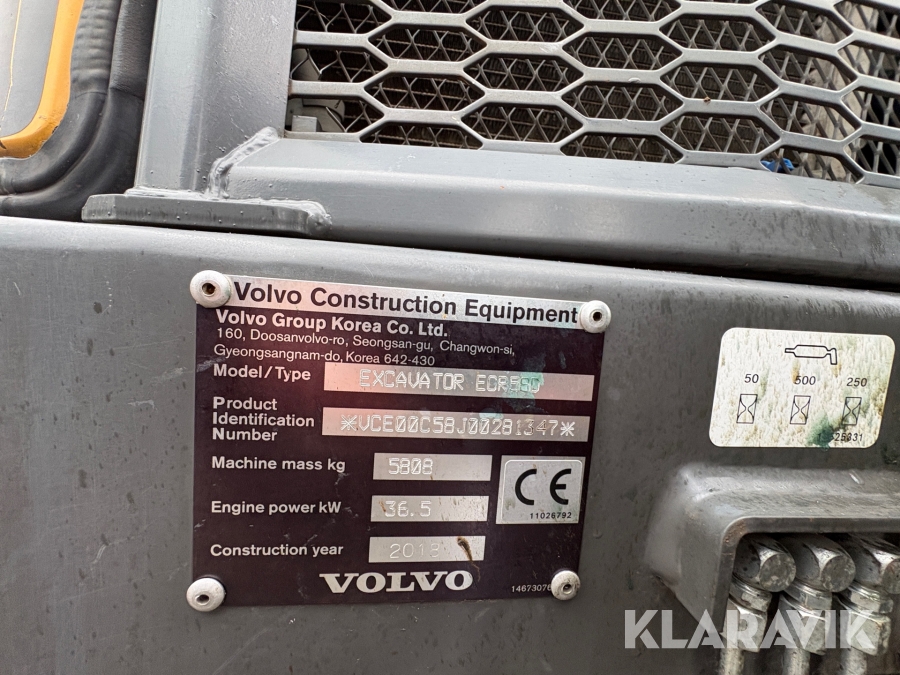 Volvo Construction Equipment
Volvo Group Korea Co. Ltd.
160, Doosanvolvo-ro, Seongsan-gu, Changwon-si,
Gyeongsangnam-do, Korea 642-430
Model/Type EXCAVATOR
Product
Identification
Number *VCE00C58J00281347*
Machine mass kg 5808
Engine power kW 36.5
CE
11026792
Construction year 2018
VOLVO
50 500 250
KLARAVIK